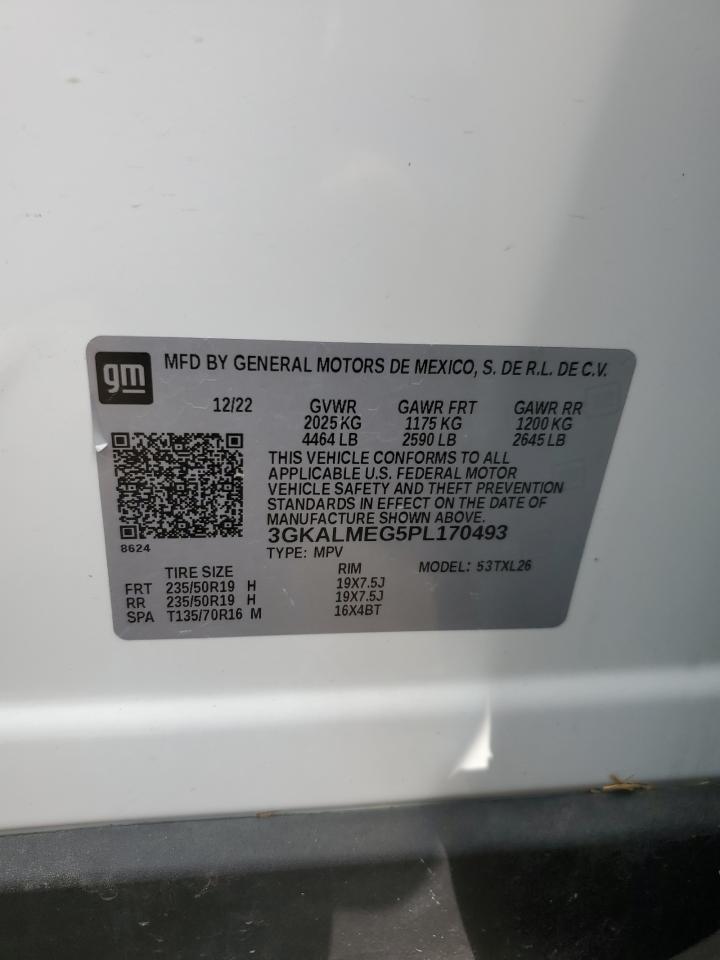 gm
MFD BY GENERAL MOTORS DE MEXICO, S. DE R.L. DE C.V.
12/22 GVWR GAWR FRT GAWR RR
2025 KG 1175 KG 1200 KG
4464 LB 2590 LB 2645 LB
THIS VEHICLE CONFORMS TO ALL
APPLICABLE U.S. FEDERAL MOTOR
VEHICLE SAFETY AND THEFT PREVENTION
STANDARDS IN EFFECT ON THE DATE OF
MANUFACTURE SHOWN ABOVE.
3GKALMEG5PL170493
8624 TYPE: MPV
TIRE SIZE RIM MODEL: 53TXL26
FRT 235/50R19 H 19X7.5J
RR 235/50R19 H 19X7.5J
SPA T135/70R16 M 16X4BT